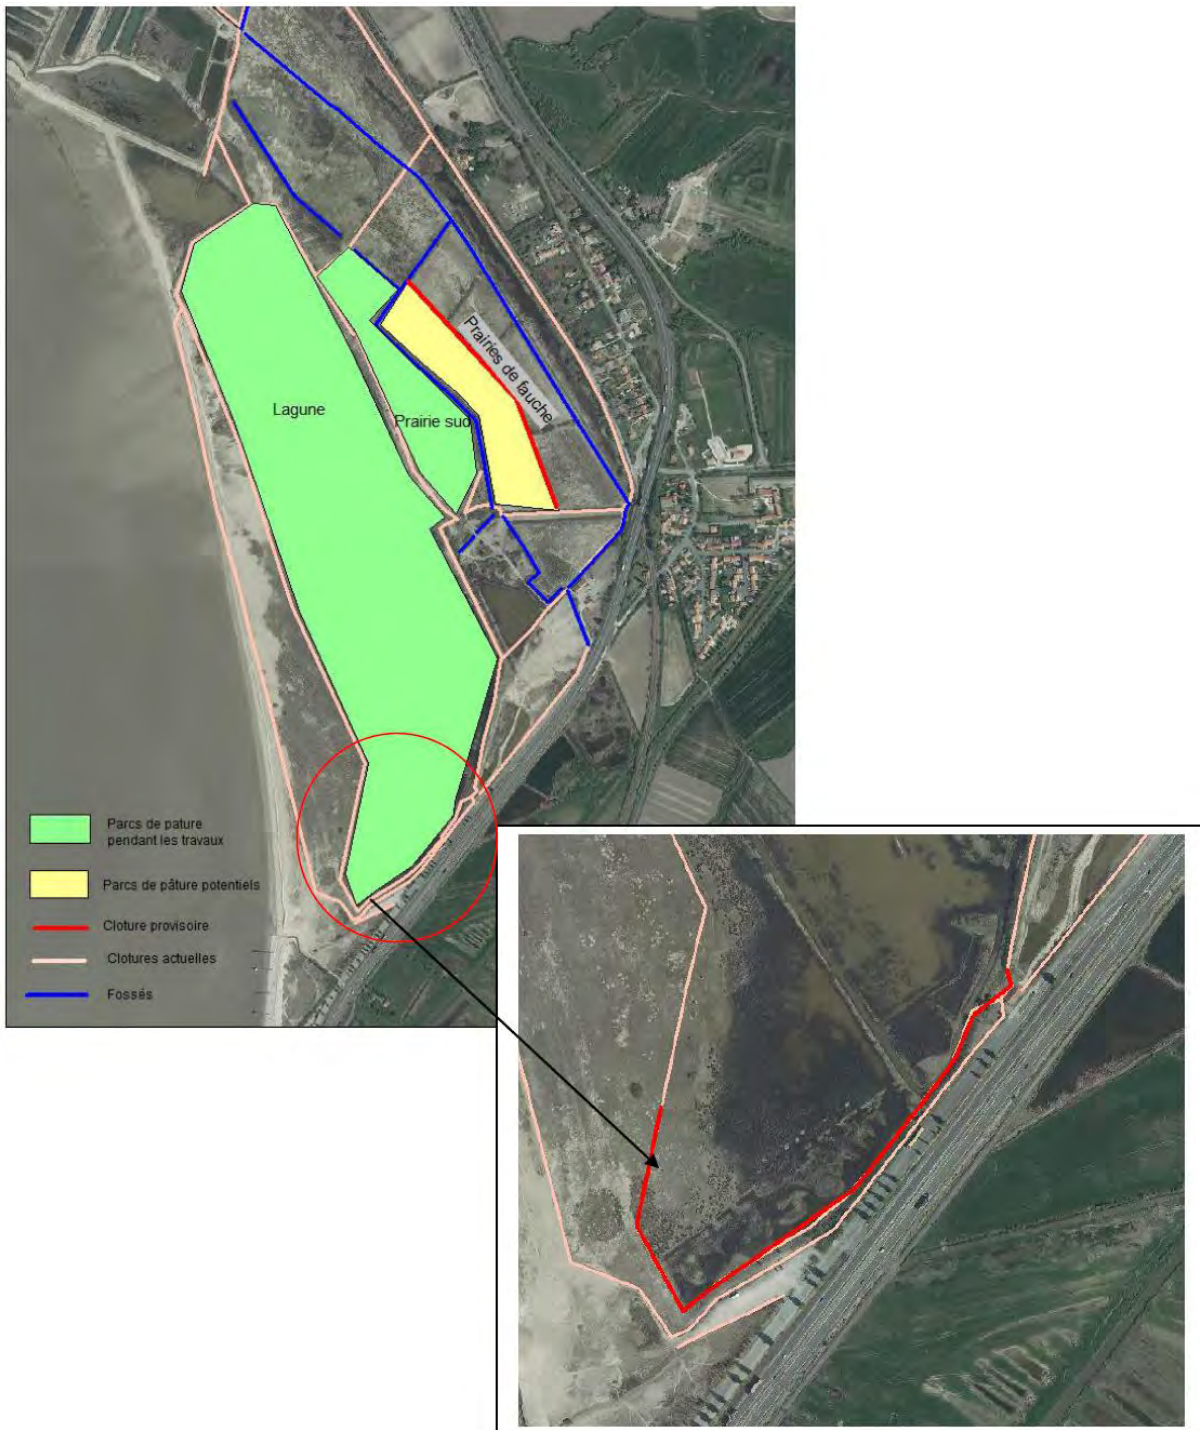 Prairies de fauche
Lagune
Prairie sud
Parcs de pature
pendant les travaux
Parcs de pâture potentiels
Cloture provisoire
Clotures actuelles
Fossés